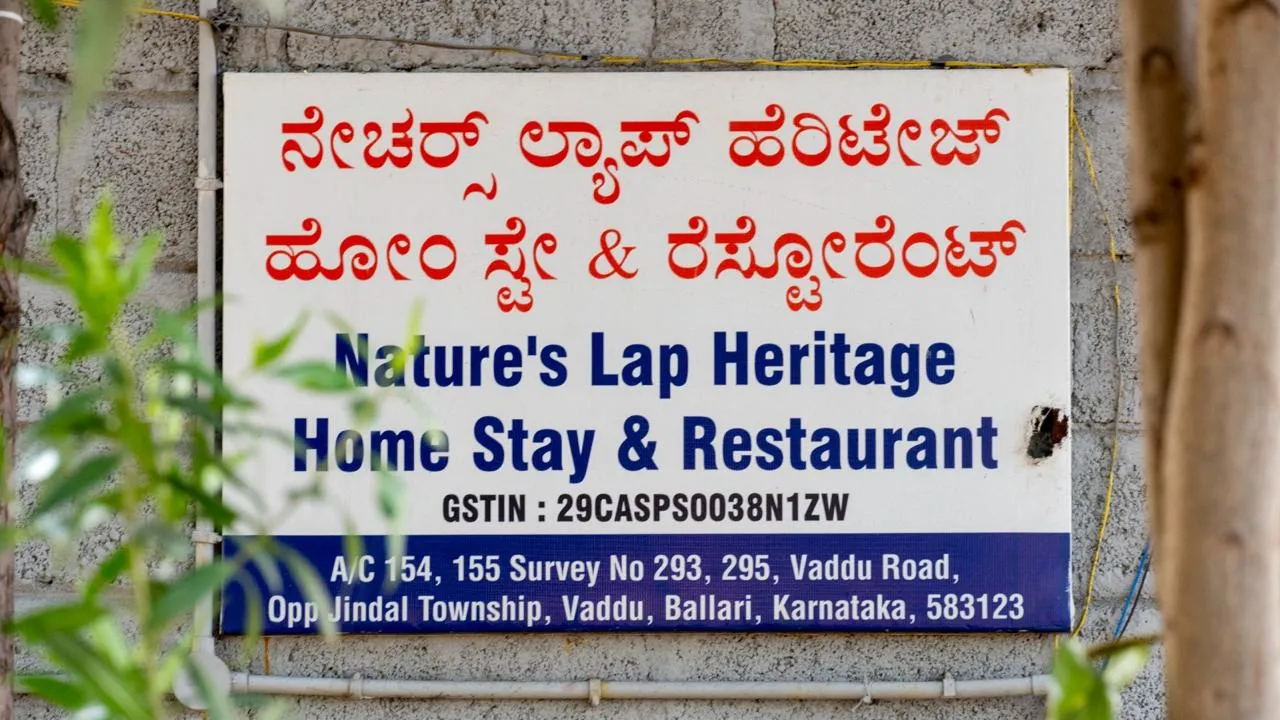 ನೇಚರ್ಸ್ ಲ್ಯಾಪ್ ಹೆರಿಟೇಜ್
ಹೋಂ ಸ್ಟೇ & ರೆಸ್ಟೋರೆಂಟ್
Nature's Lap Heritage
Home Stay & Restaurant
GSTIN : 29CASPS0038N1ZW
A/C 154, 155 Survey No 293, 295, Vaddu Road,
Opp Jindal Township, Vaddu, Ballari, Karnataka, 583123